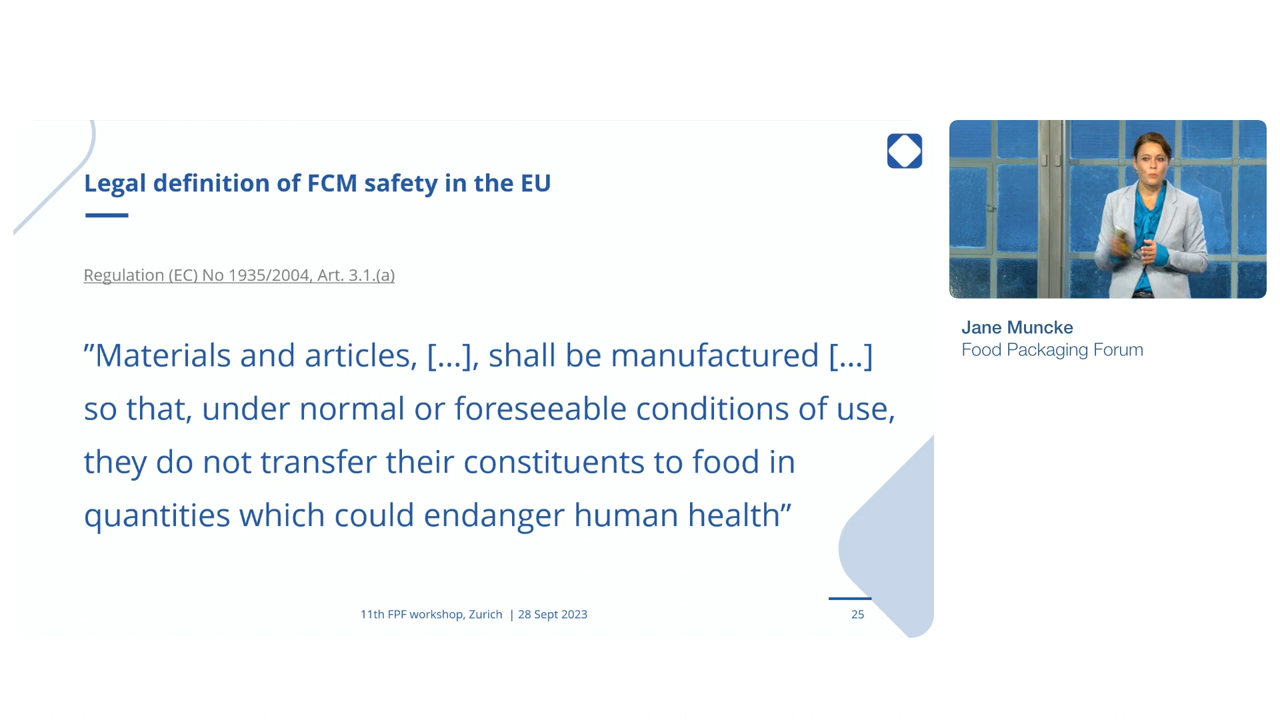 Legal definition of FCM safety in the EU
Regulation (EC) No 1935/2004, Art. 3.1.(a)
”Materials and articles, [...], shall be manufactured [...]
so that, under normal or foreseeable conditions of use,
they do not transfer their constituents to food in
quantities which could endanger human health”
11th FPF workshop, Zurich | 28 Sept 2023
25
Jane Muncke
Food Packaging Forum